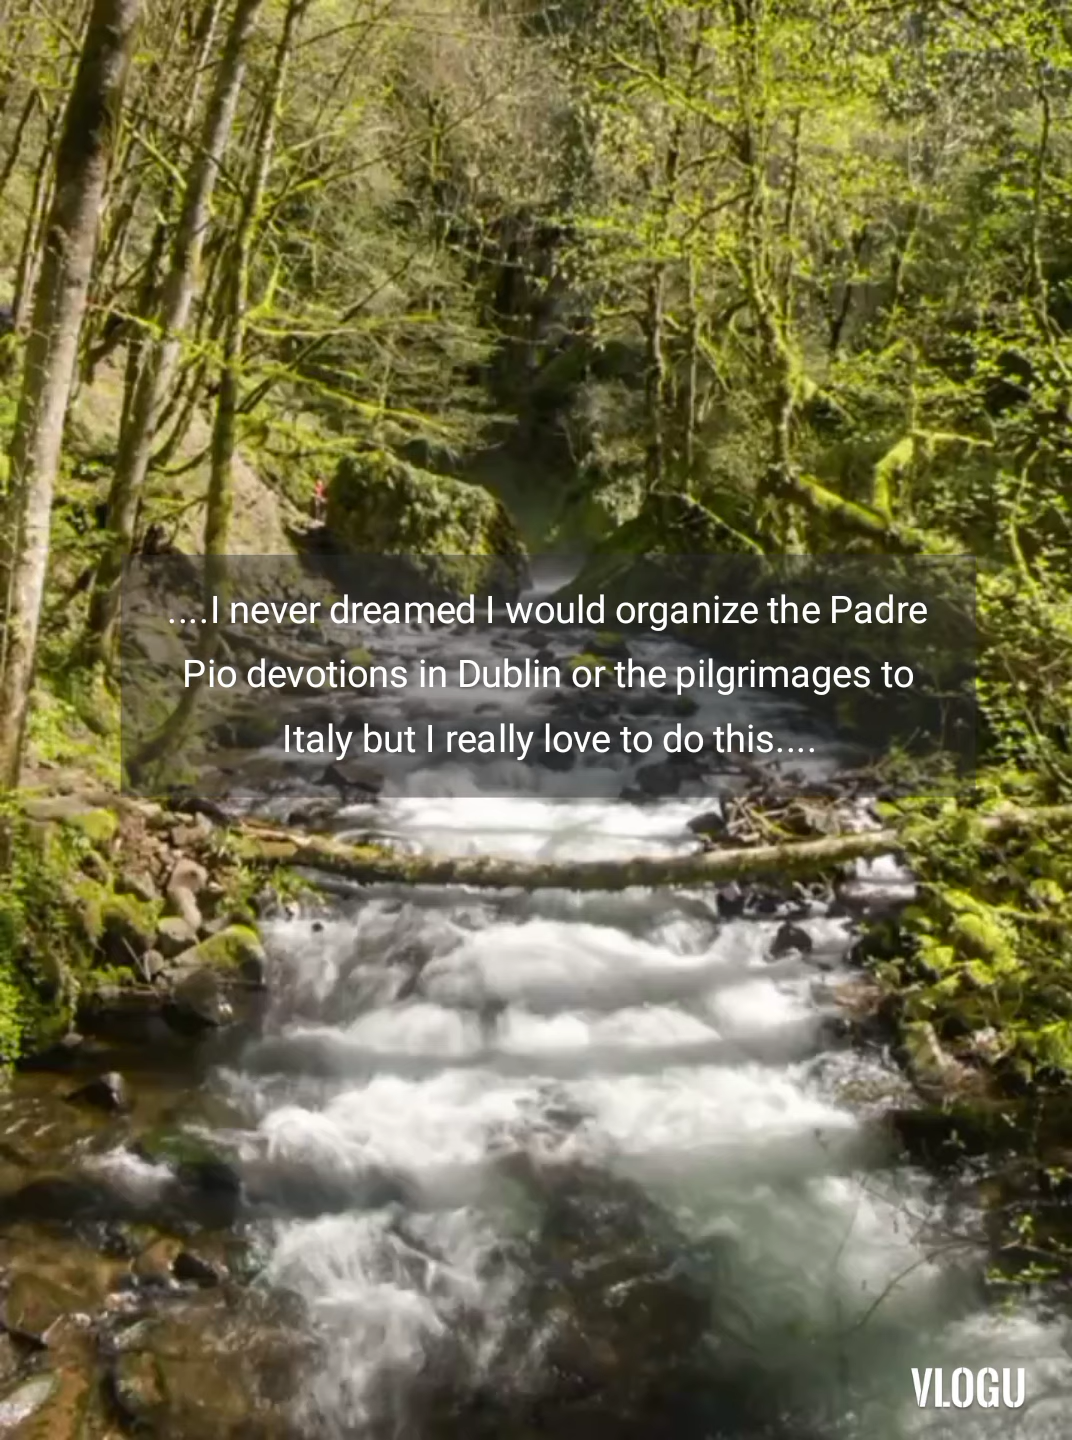 ....I never dreamed I would organize the Padre
Pio devotions in Dublin or the pilgrimages to
Italy but I really love to do this....
VLOGU